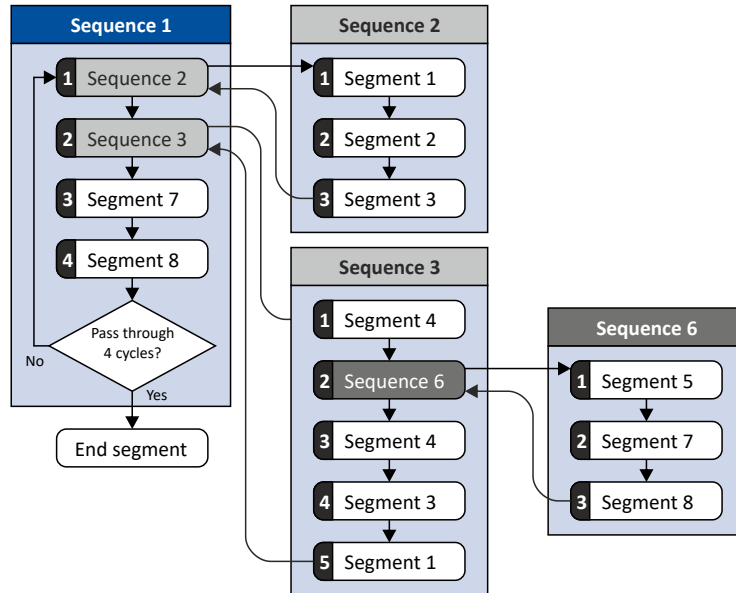 Sequence 1
1 Sequence 2
2 Sequence 3
3 Segment 7
4 Segment 8
Pass through
4 cycles?
No
Yes
End segment
Sequence 2
1 Segment 1
2 Segment 2
3 Segment 3
Sequence 3
1 Segment 4
2 Sequence 6
3 Segment 4
4 Segment 3
5 Segment 1
Sequence 6
1 Segment 5
2 Segment 7
3 Segment 8